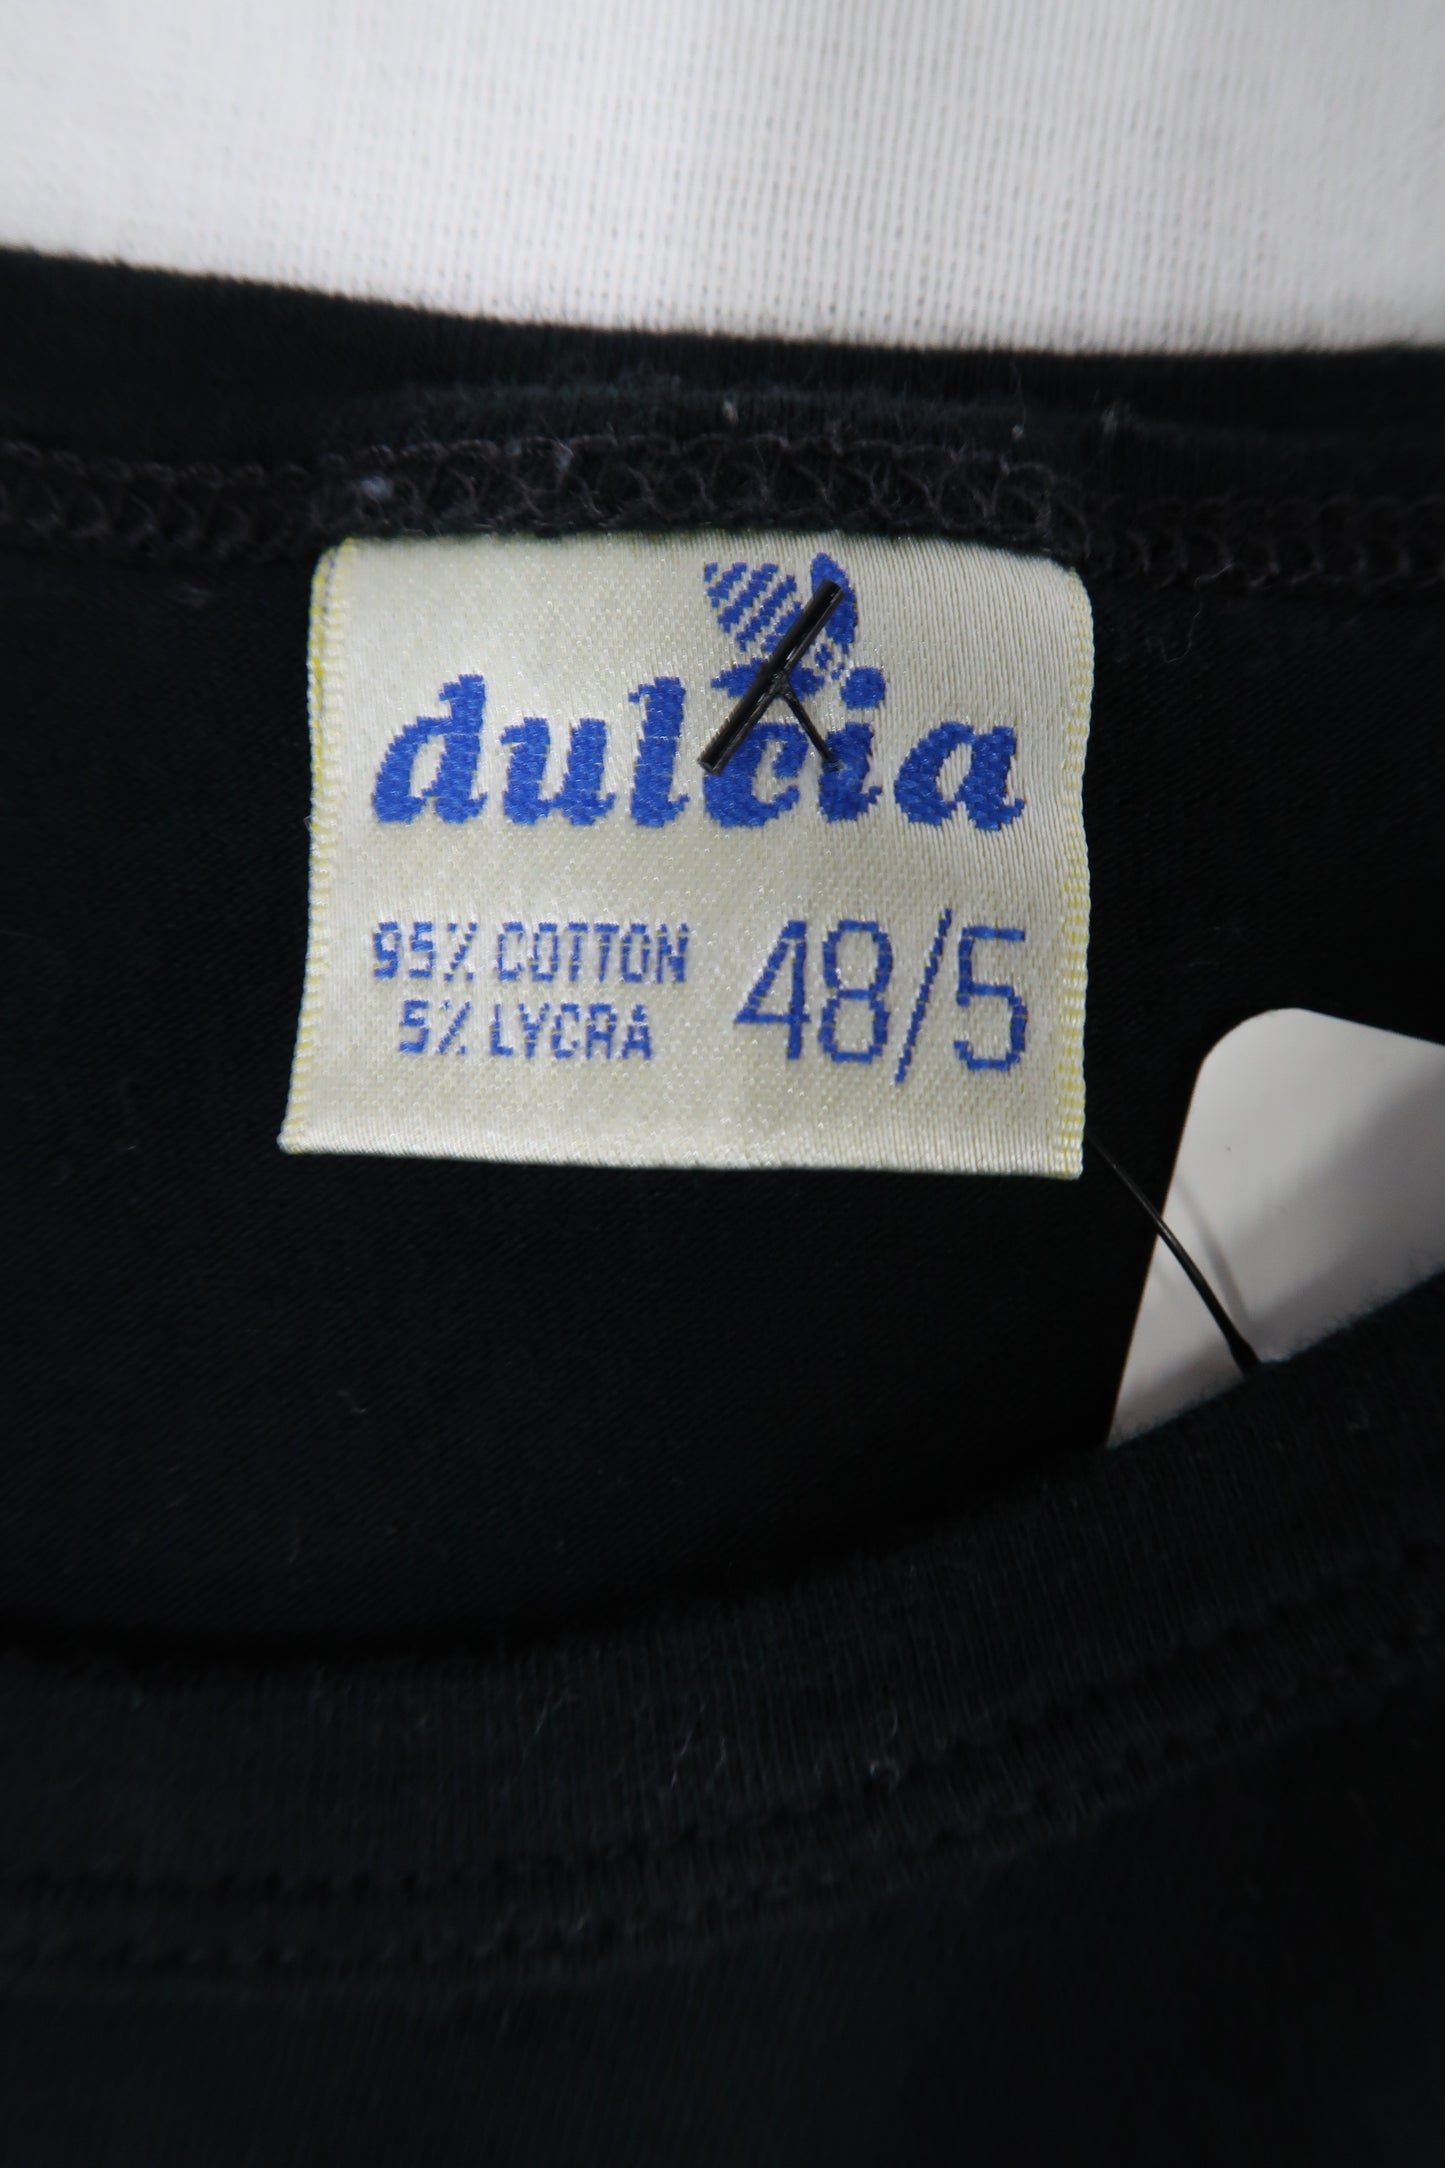 dulcia
95% COTTON
5% LYCRA
48/5